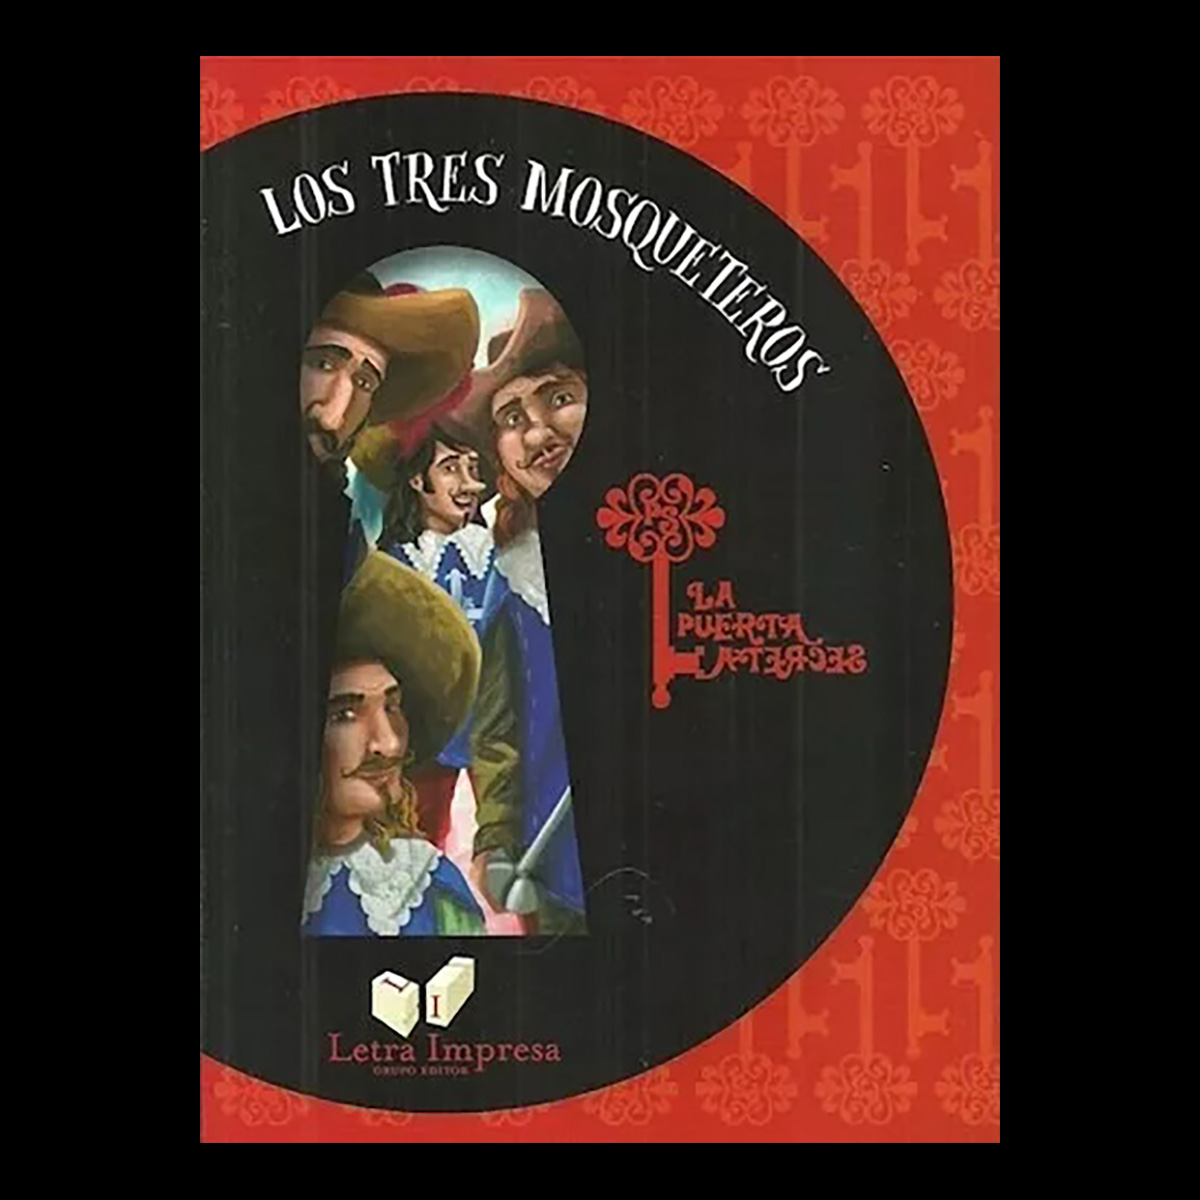 LOS TRES MOSQUETEROS
LA
PUERTA
SECRETA
L
I
Letra Impresa
GRUPO EDITOR